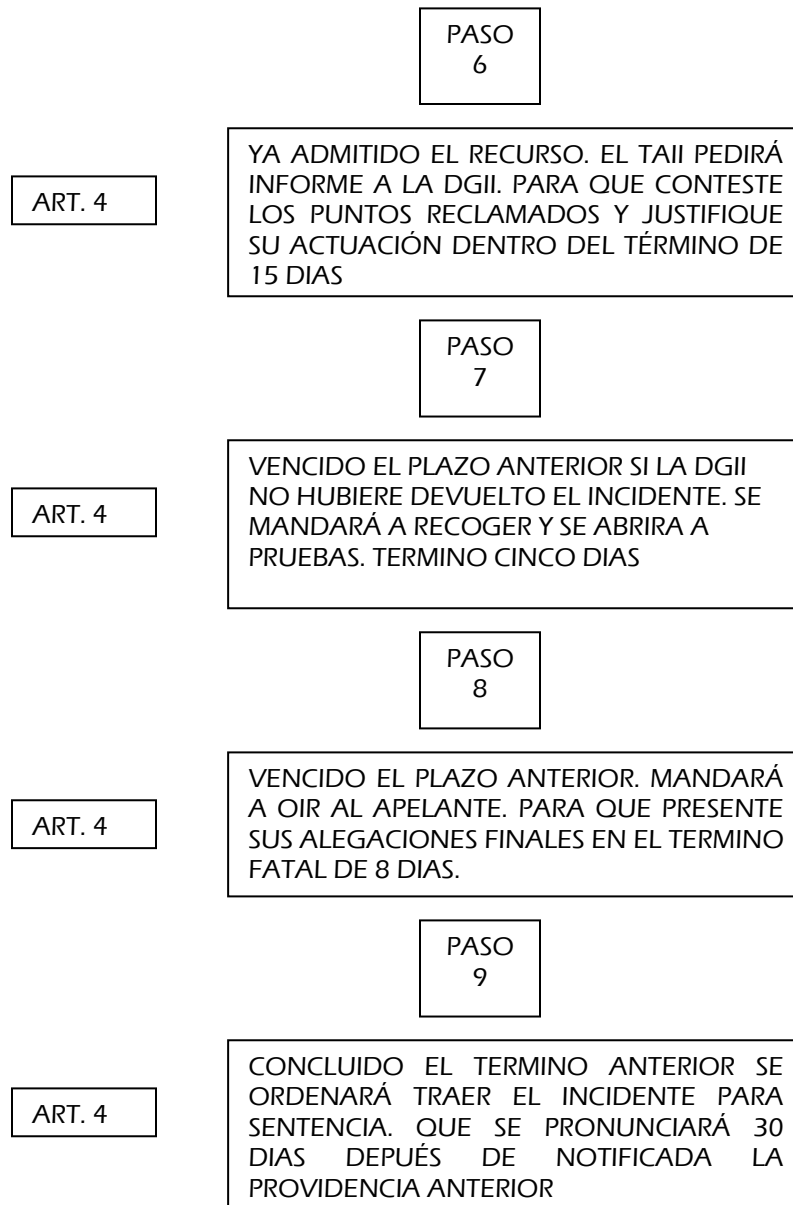 PASO
6
ART. 4
YA ADMITIDO EL RECURSO. EL TAII PEDIRÁ
INFORME A LA DGII. PARA QUE CONTESTE
LOS PUNTOS RECLAMADOS Y JUSTIFIQUE
SU ACTUACIÓN DENTRO DEL TÉRMINO DE
15 DIAS
PASO
7
ART. 4
VENCIDO EL PLAZO ANTERIOR SI LA DGII
NO HUBIERE DEVUELTO EL INCIDENTE. SE
MANDARÁ A RECOGER Y SE ABRIRA A
PRUEBAS. TERMINO CINCO DIAS
PASO
8
ART. 4
VENCIDO EL PLAZO ANTERIOR. MANDARÁ
A OIR AL APELANTE. PARA QUE PRESENTE
SUS ALEGACIONES FINALES EN EL TERMINO
FATAL DE 8 DIAS.
PASO
9
ART. 4
CONCLUIDO EL TERMINO ANTERIOR SE
ORDENARÁ TRAER EL INCIDENTE PARA
SENTENCIA. QUE SE PRONUNCIARÁ 30
DIAS DEPUÉS DE NOTIFICADA LA
PROVIDENCIA ANTERIOR